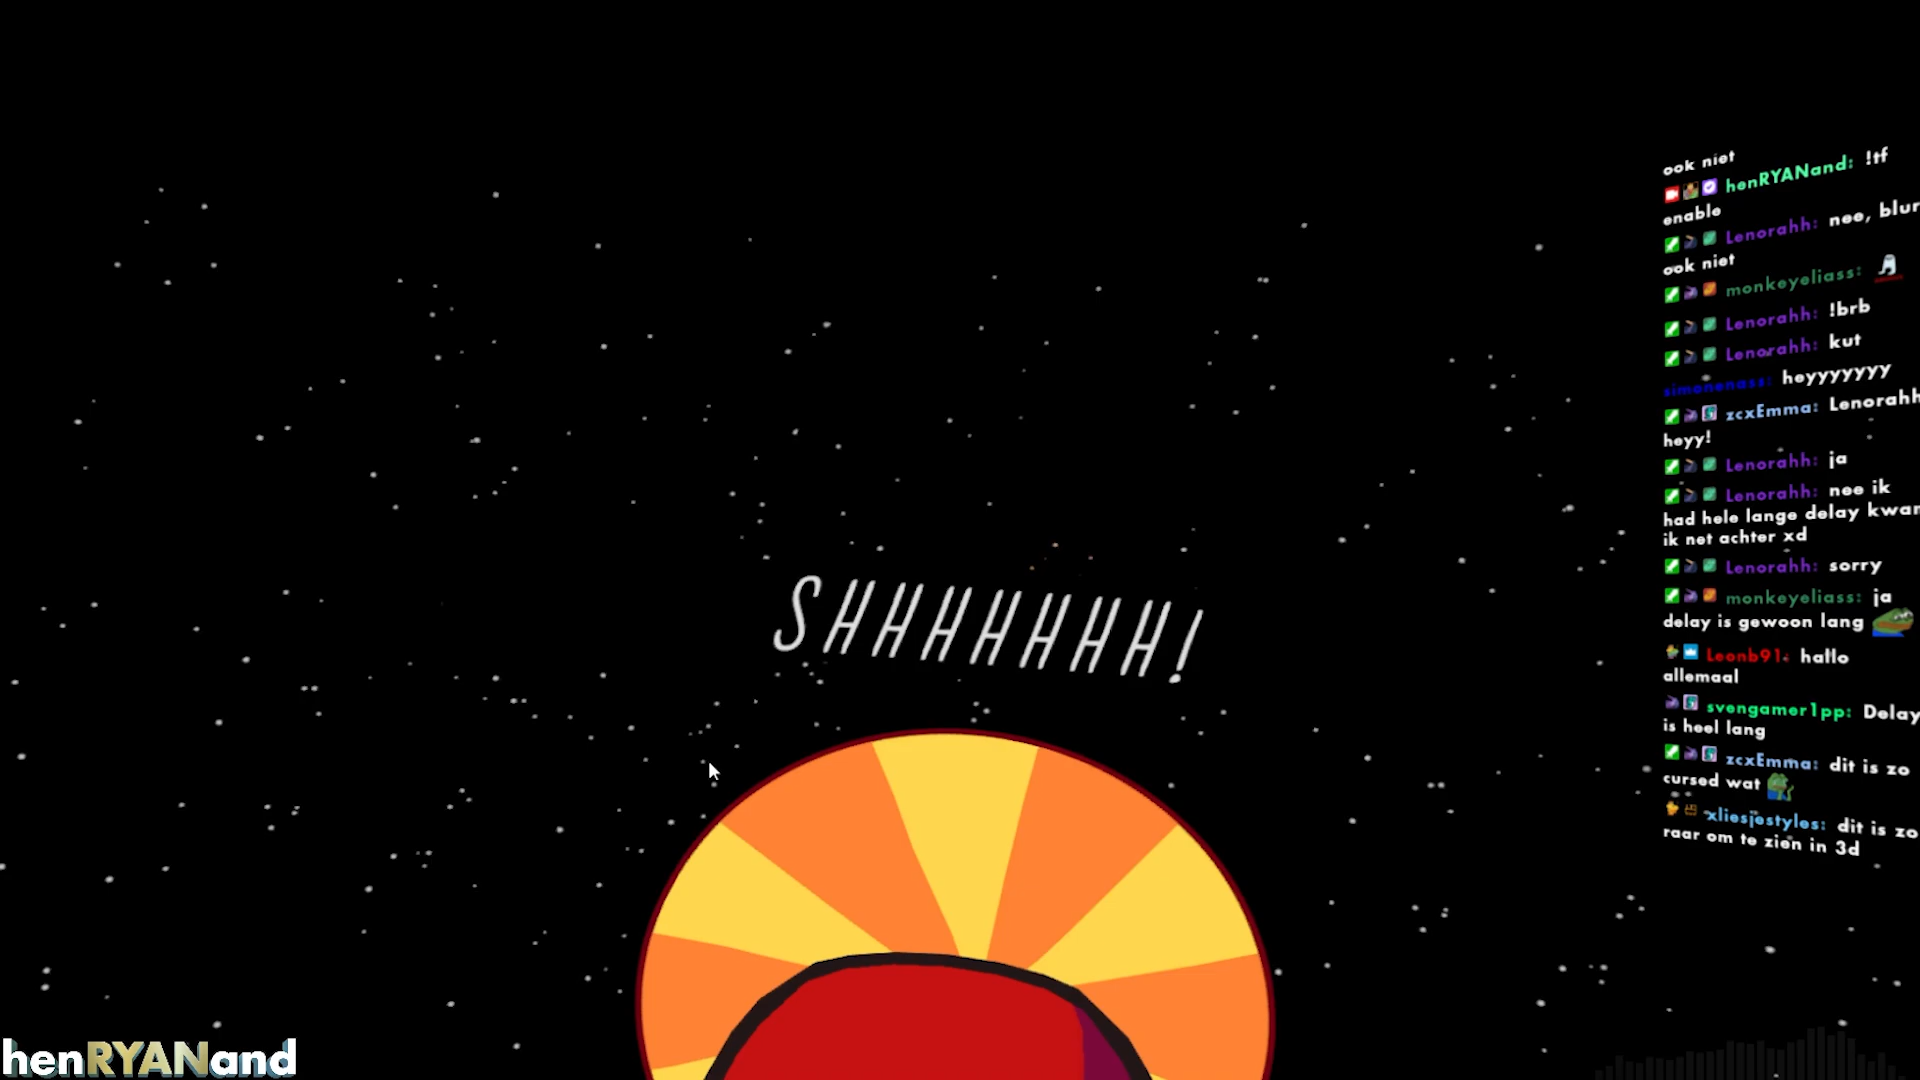 ook niet
henRYANand: !tf
enable
Lenorahh: nee, blur
ook niet
monkeyeliass:
Lenorahh: !brb
Lenorahh: kut
simonenass: heyyyyyyy
zcxEmma: Lenorahh
heyy!
Lenorahh: ja
Lenorahh: nee ik
had hele lange delay kwam
ik net achter xd
Lenorahh: sorry
monkeyeliass: ja
delay is gewoon lang
Leonb91: hallo
allemaal
svengamer1pp: Delay
is heel lang
zcxEmma: dit is zo
cursed wat
xliesjestyles: dit is zo
raar om te zien in 3d
SHHHHHHH!
henRYANand